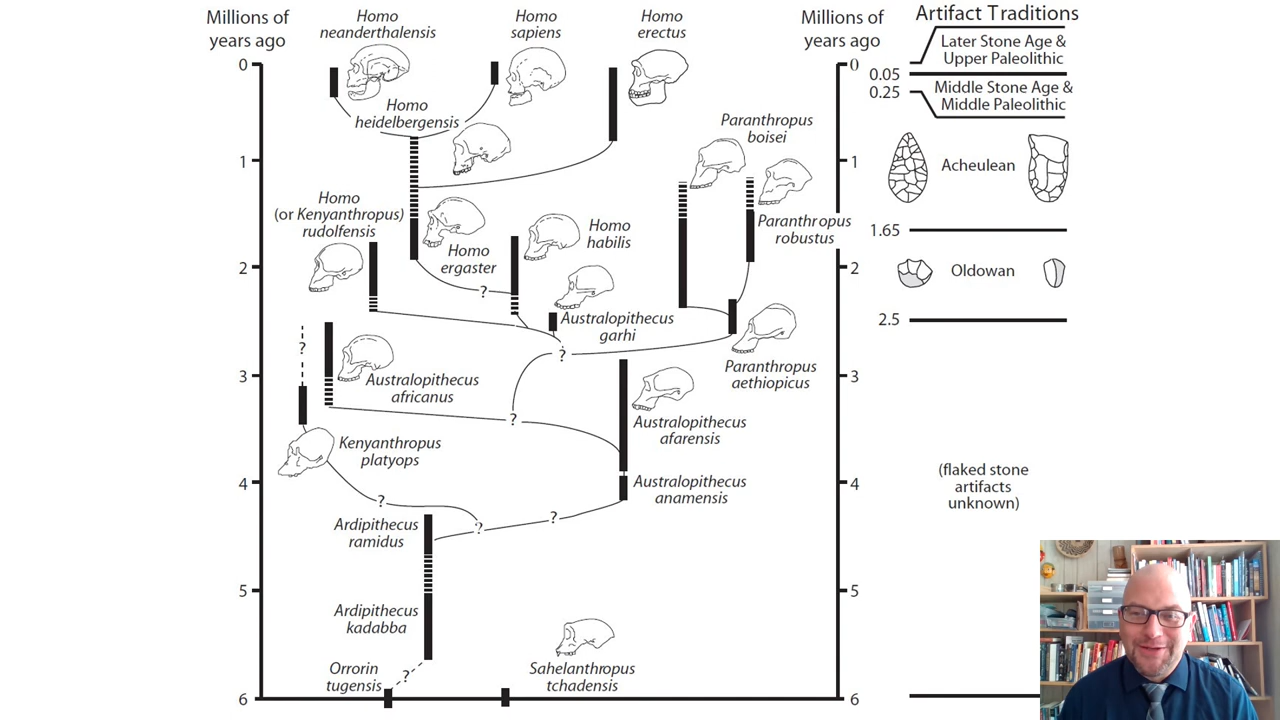 Millions of
years ago
Homo
neanderthalensis
Homo
sapiens
Homo
erectus
Millions of
years ago
Artifact Traditions
Later Stone Age &
Upper Paleolithic
0
0
0.05
0.25
Middle Stone Age &
Middle Paleolithic
Homo
heidelbergensis
Paranthropus
boisei
1
1
Acheulean
Homo
(or Kenyanthropus)
rudolfensis
Homo
ergaster
Homo
habilis
Paranthropus
robustus
1.65
2
2
?
Oldowan
Australopithecus
garhi
2.5
?
?
Paranthropus
aethiopicus
3
3
Australopithecus
africanus
?
Australopithecus
afarensis
Kenyanthropus
platyops
4
4
Australopithecus
anamensis
(flaked stone
artifacts
unknown)
?
?
?
Ardipithecus
ramidus
5
5
Ardipithecus
kadabba
?
Orrorin
tugensis
Sahelanthropus
tchadensis
6
6